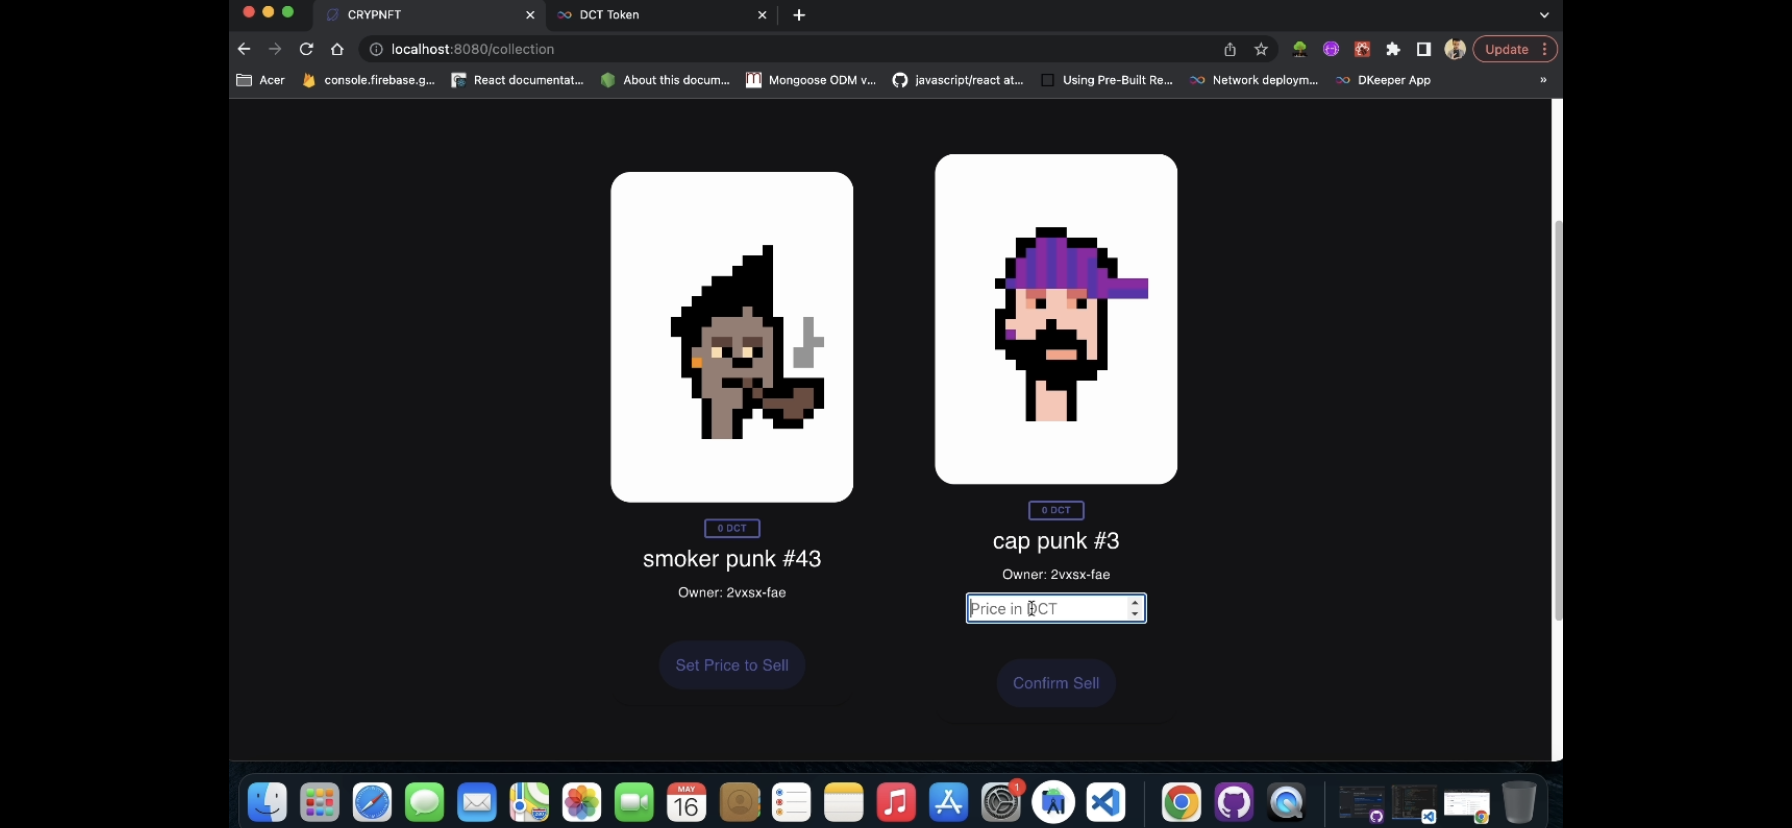 CRYPNFT
DCT Token
localhost:8080/collection
Update
Acer
console.firebase.g...
React documentat...
About this docum...
Mongoose ODM v...
javascript/react at...
Using Pre-Built Re...
Network deploym...
DKeeper App
»
0 DCT
smoker punk #43
Owner: 2vxsx-fae
Set Price to Sell
0 DCT
cap punk #3
Owner: 2vxsx-fae
Price in DCT
Confirm Sell
MAY
16
1
AI